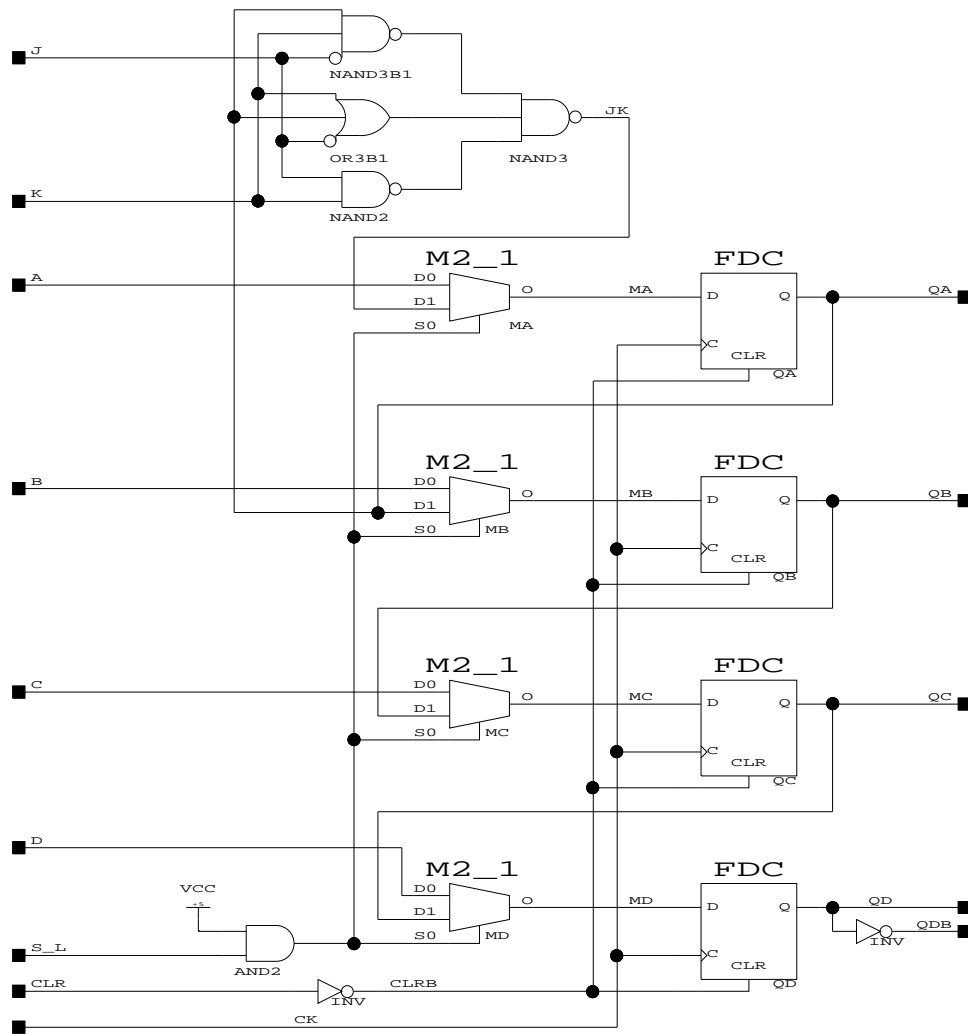 J
NAND3B1
JK
OR3B1
NAND3
K
NAND2
M2_1
FDC
A
D0
O
MA
D
Q
QA
D1
S0
MA
C
CLR
QA
M2_1
FDC
B
D0
O
MB
D
Q
QB
D1
S0
MB
C
CLR
QB
M2_1
FDC
C
D0
O
MC
D
Q
QC
D1
S0
MC
C
CLR
QC
D
M2_1
FDC
VCC
+5
D0
O
MD
D
Q
QD
D1
QDB
S_L
S0
MD
INV
AND2
C
CLR
CLR
CLRB
QD
INV
CK